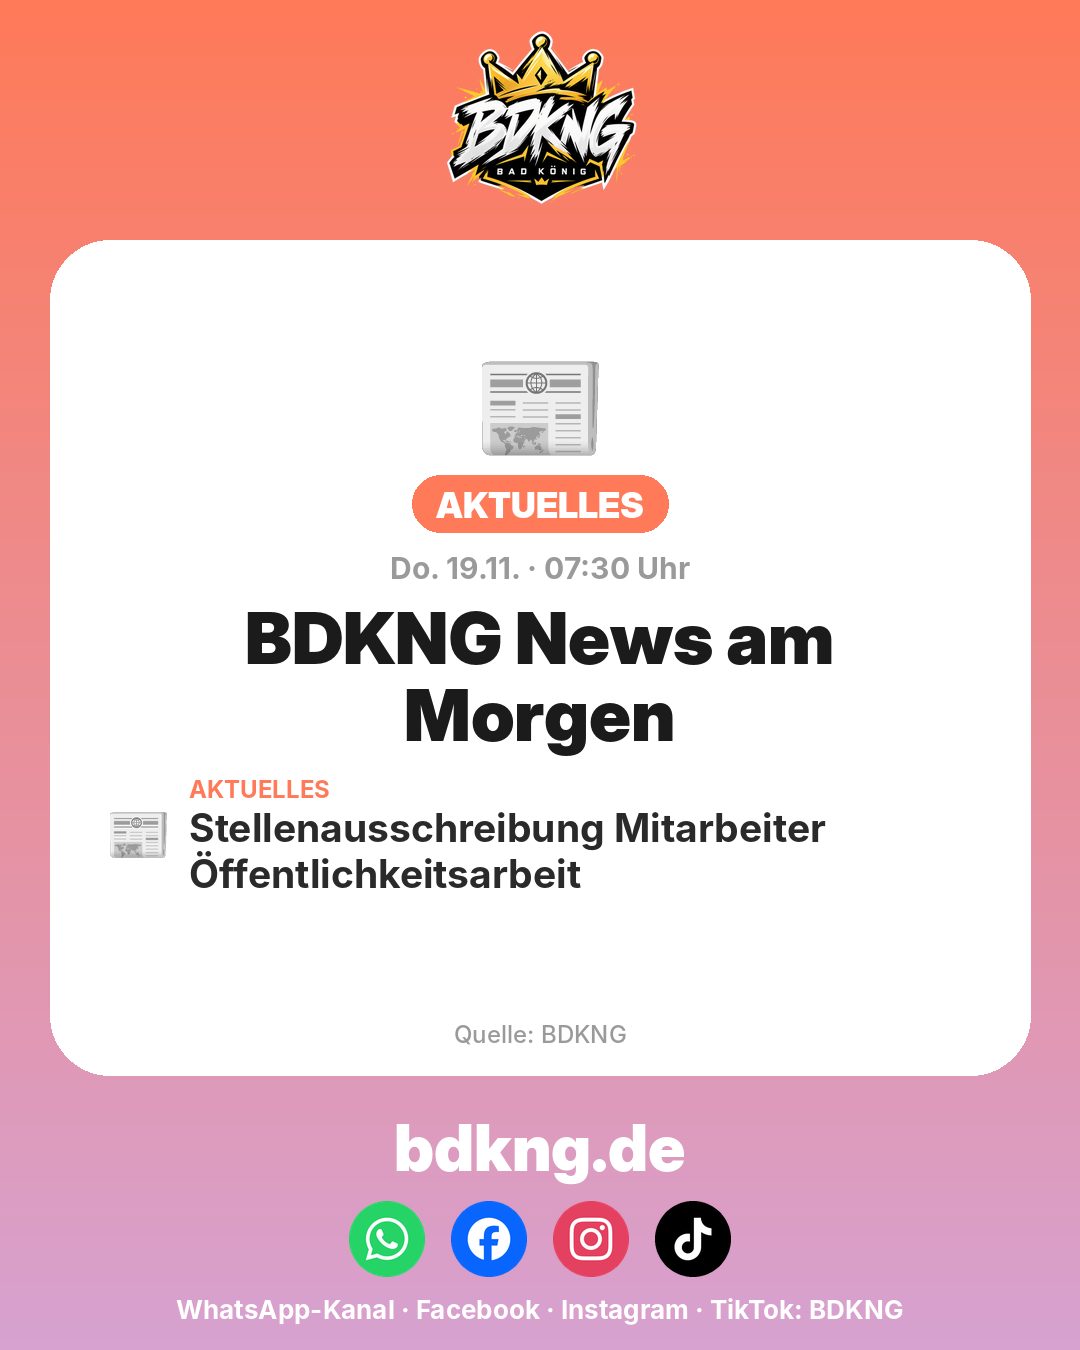 BDKNG
BAD KÖNIG
AKTUELLES
Do. 19.11. · 07:30 Uhr
BDKNG News am
Morgen
AKTUELLES
Stellenausschreibung Mitarbeiter
Öffentlichkeitsarbeit
Quelle: BDKNG
bdkng.de
WhatsApp-Kanal · Facebook · Instagram · TikTok: BDKNG